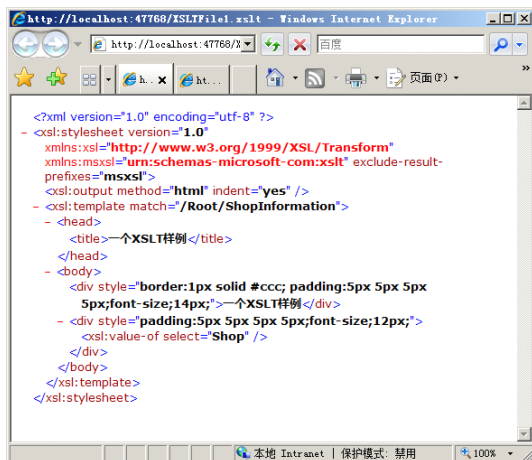 http://localhost:47768/XSLTFile1.xslt - Windows Internet Explorer
http://localhost:47768/X
百度
h..
ht...
页面(P)
»
<?xml version="1.0" encoding="utf-8" ?>
- <xsl:stylesheet version="1.0"
xmlns:xsl="http://www.w3.org/1999/XSL/Transform"
xmlns:msxsl="urn:schemas-microsoft-com:xslt" exclude-result-
prefixes="msxsl">
<xsl:output method="html" indent="yes" />
- <xsl:template match="/Root/ShopInformation">
- <head>
<title>一个XSLT样例</title>
</head>
- <body>
<div style="border:1px solid #ccc; padding:5px 5px 5px
5px;font-size:14px;">一个XSLT样例</div>
- <div style="padding:5px 5px 5px 5px;font-size:12px;">
<xsl:value-of select="Shop" />
</div>
</body>
</xsl:template>
</xsl:stylesheet>
本地 Intranet | 保护模式: 禁用
100%